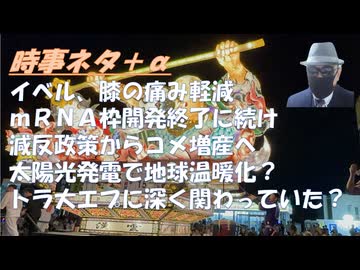 時事ネタ+α
イベル、膝の痛み軽減
mRNA枠開発終了に続け
減反政策からコメ増産へ
太陽光発電で地球温暖化？
トラ大エフに深く関わっていた？